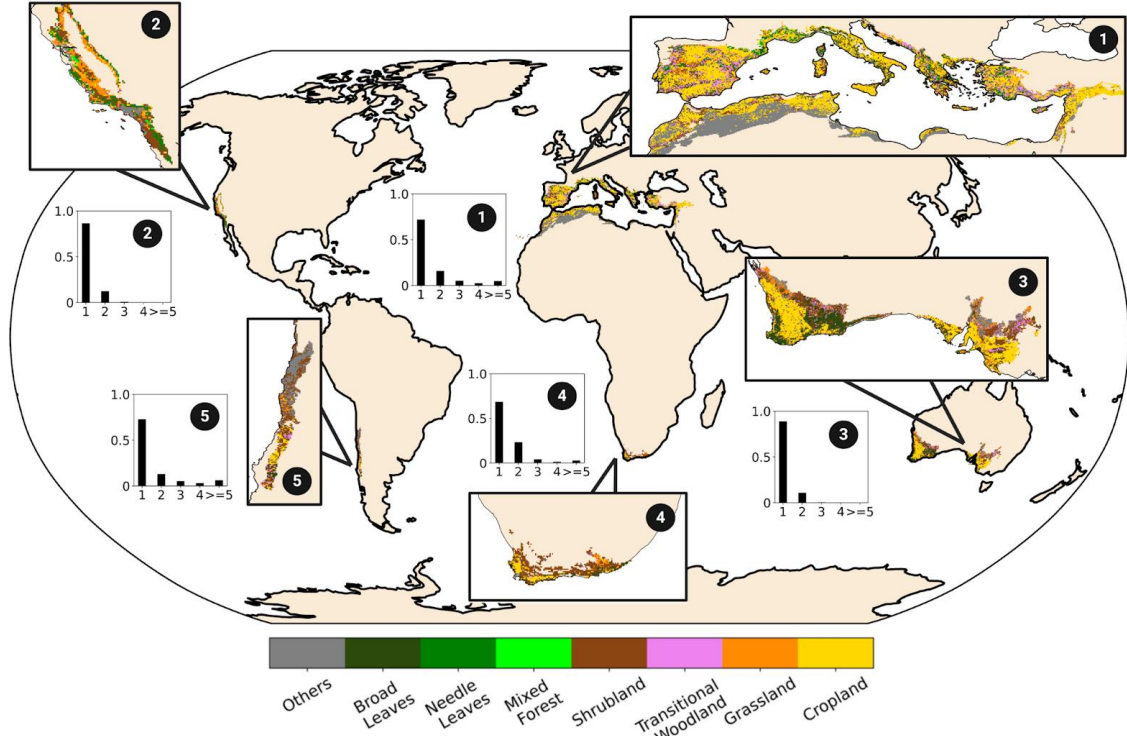 2
1
1.0
0.5
0
2
1 2 3 4 >=5
1.0
0.5
0
1
1 2 3 4 >=5
3
1.0
0.5
0
5
1 2 3 4 >=5
5
1.0
0.5
0
4
1 2 3 4 >=5
1.0
0.5
0
3
1 2 3 4 >=5
4
Others
Broad
Leaves
Needle
Leaves
Mixed
Forest
Shrubland
Transitional
Woodland
Grassland
Cropland